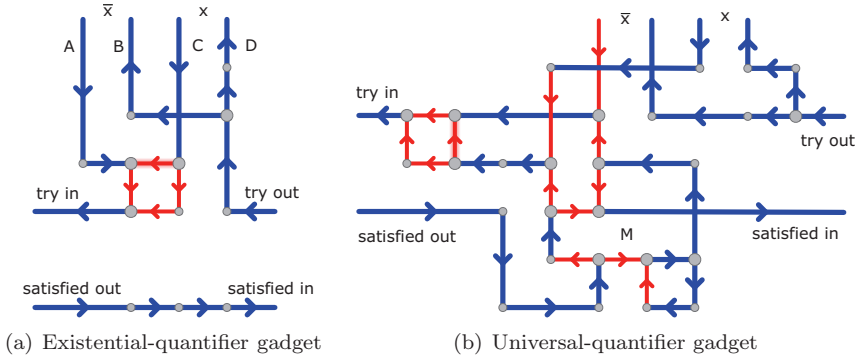 x̅ x
A B C D
try in try out
satisfied out satisfied in
(a) Existential-quantifier gadget
x̅ x
try in
try out
satisfied out M satisfied in
(b) Universal-quantifier gadget